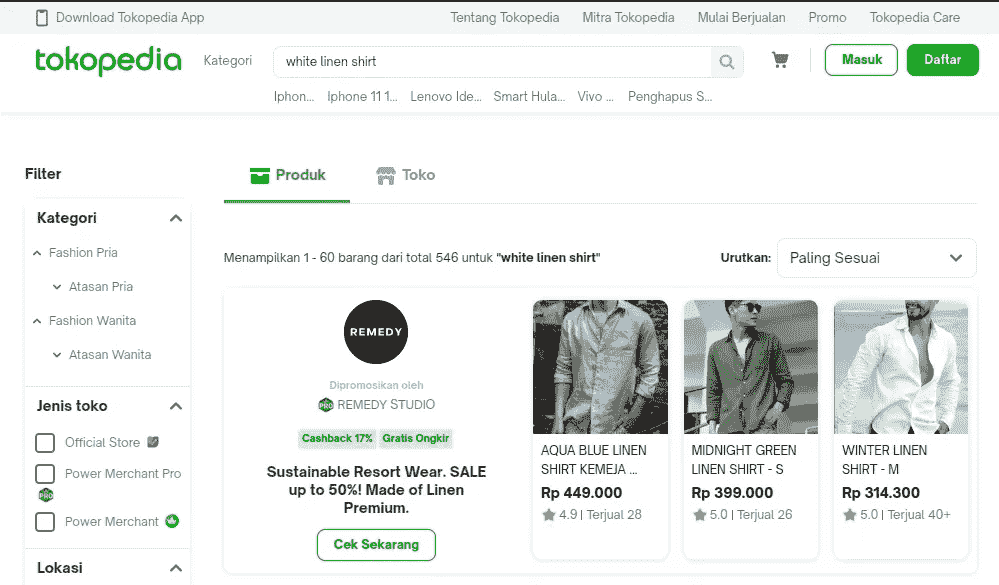 Download Tokopedia App
Tentang Tokopedia Mitra Tokopedia Mulai Berjualan Promo Tokopedia Care
tokopedia
Kategori
white linen shirt
Masuk
Daftar
Iphon... Iphone 11 1... Lenovo Ide... Smart Hula... Vivo ... Penghapus S...
Filter
Produk
Toko
Kategori
Fashion Pria
Atasan Pria
Fashion Wanita
Atasan Wanita
Jenis toko
Official Store
Power Merchant Pro
PRO
Power Merchant
Lokasi
Menampilkan 1 - 60 barang dari total 546 untuk "white linen shirt"
Urutkan: Paling Sesuai
REMEDY
Dipromosikan oleh
PRO REMEDY STUDIO
Cashback 17% Gratis Ongkir
Sustainable Resort Wear. SALE
up to 50%! Made of Linen
Premium.
Cek Sekarang
AQUA BLUE LINEN
SHIRT KEMEJA ...
Rp 449.000
4.9 | Terjual 28
MIDNIGHT GREEN
LINEN SHIRT - S
Rp 399.000
5.0 | Terjual 26
WINTER LINEN
SHIRT - M
Rp 314.300
5.0 | Terjual 40+